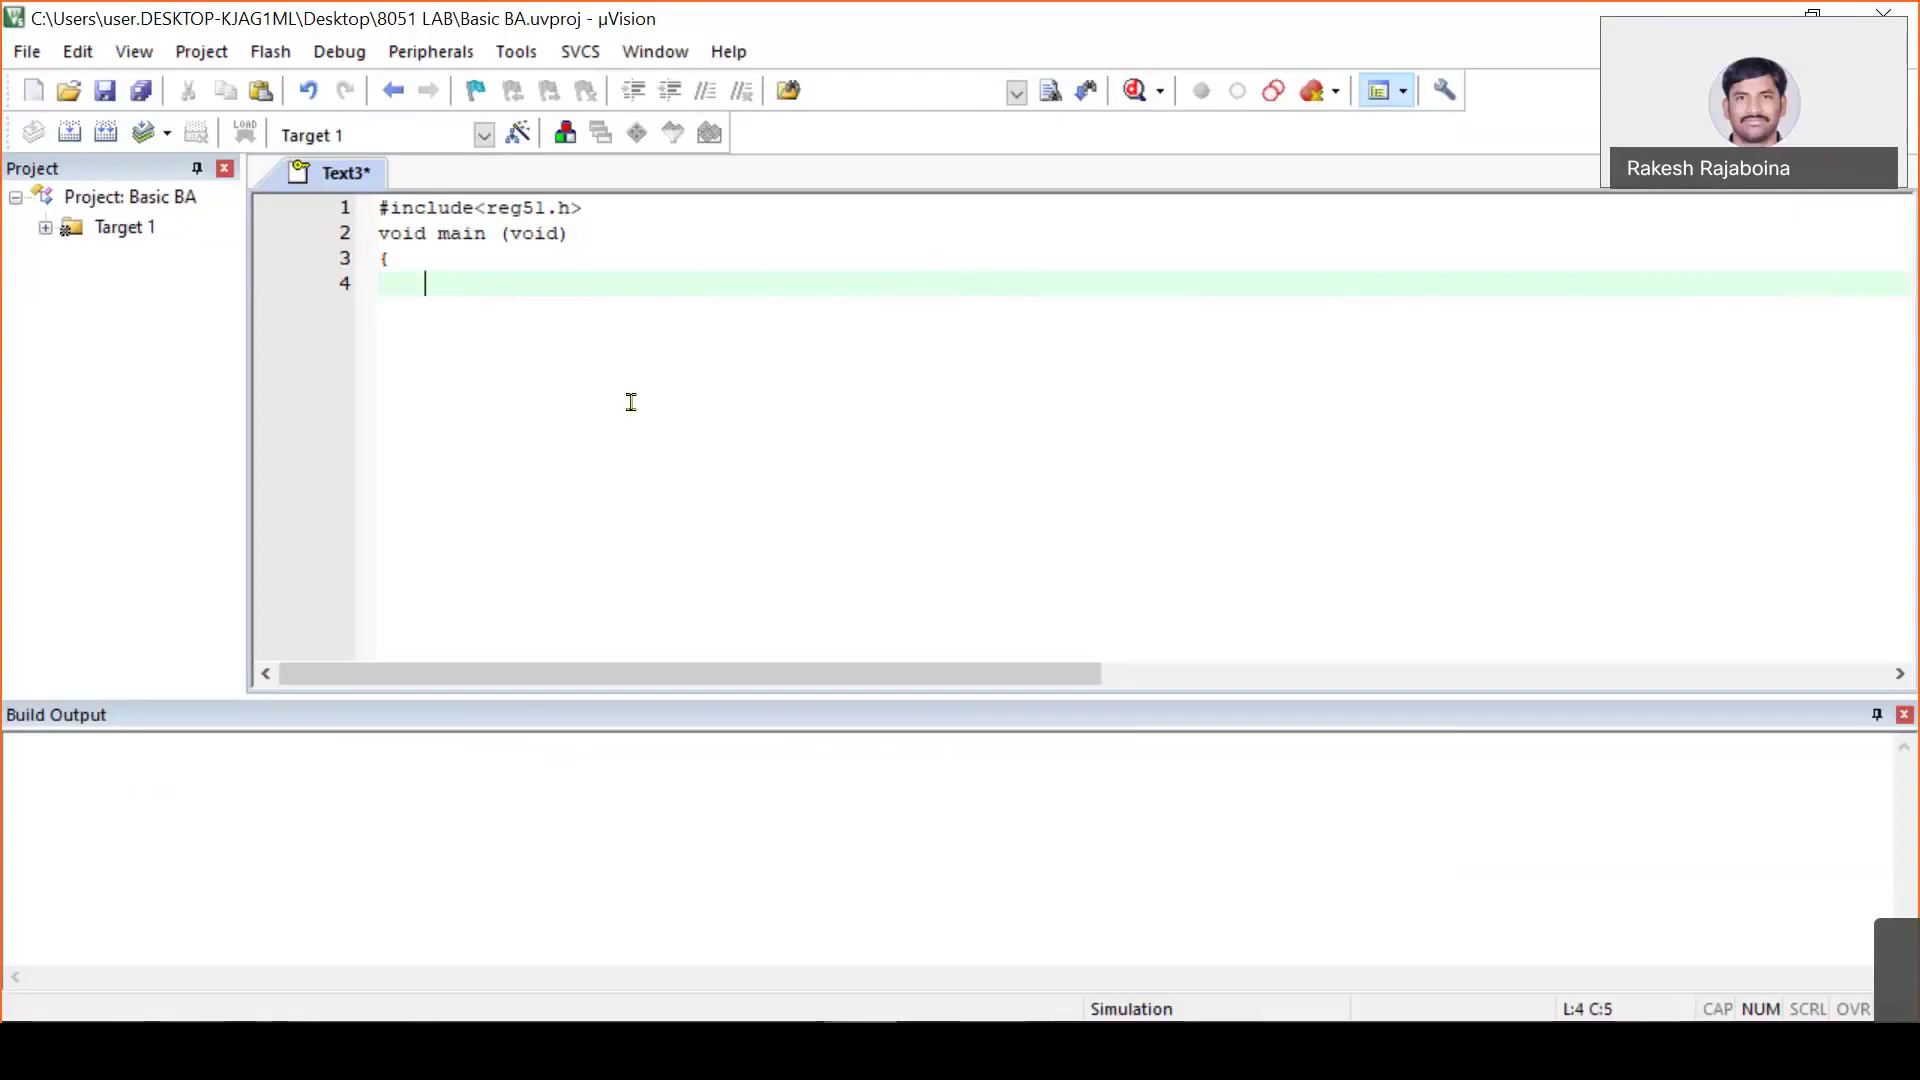 C:\Users\user.DESKTOP-KJAG1ML\Desktop\8051 LAB\Basic BA.uvproj - µVision
File Edit View Project Flash Debug Peripherals Tools SVCS Window Help
LOAD
Target 1
Rakesh Rajaboina
Project
Text3*
Project: Basic BA
Target 1
1 #include<reg51.h>
2 void main (void)
3 {
4
Build Output
Simulation
L:4 C:5
CAP NUM SCRL OVR